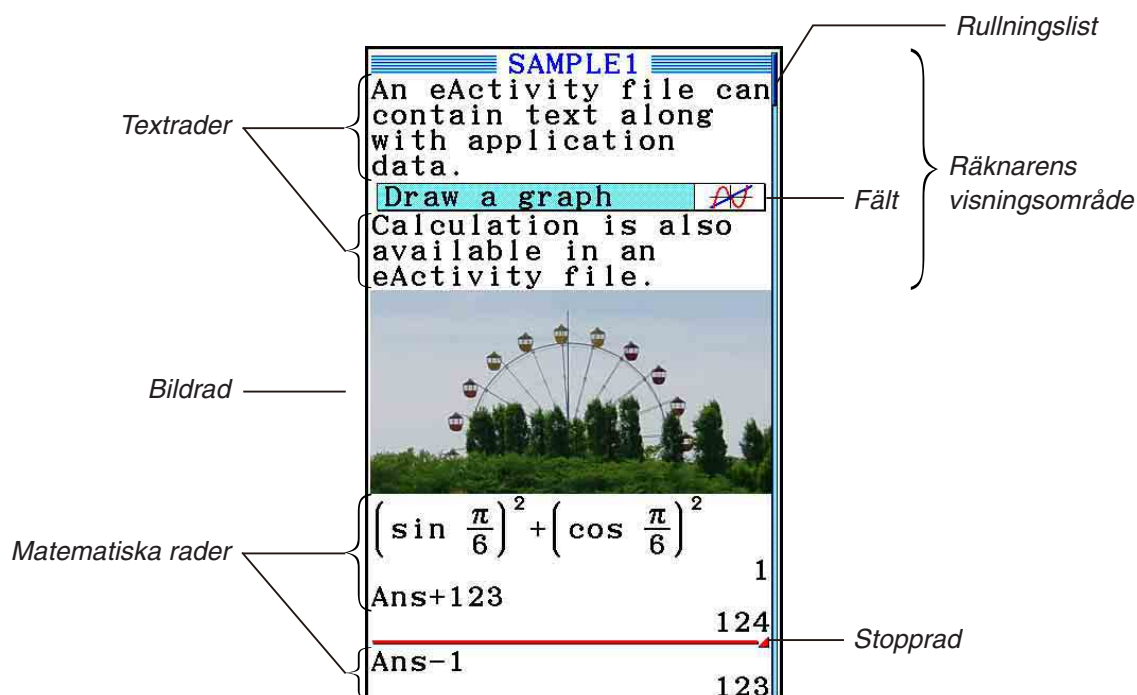 Rullningslist
SAMPLE1
An eActivity file can
contain text along
with application
data.
Textrader
Räknarens
visningsområde
Draw a graph
Fält
Calculation is also
available in an
eActivity file.
Bildrad
(sin π/6)²+(cos π/6)²
Matematiska rader
1
Ans+123
124
Stopprad
Ans−1
123